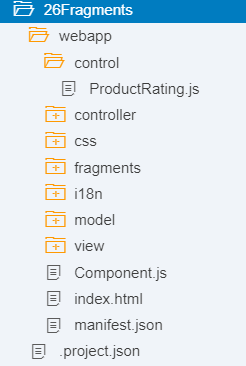 26Fragments
webapp
control
ProductRating.js
controller
css
fragments
i18n
model
view
Component.js
index.html
manifest.json
.project.json